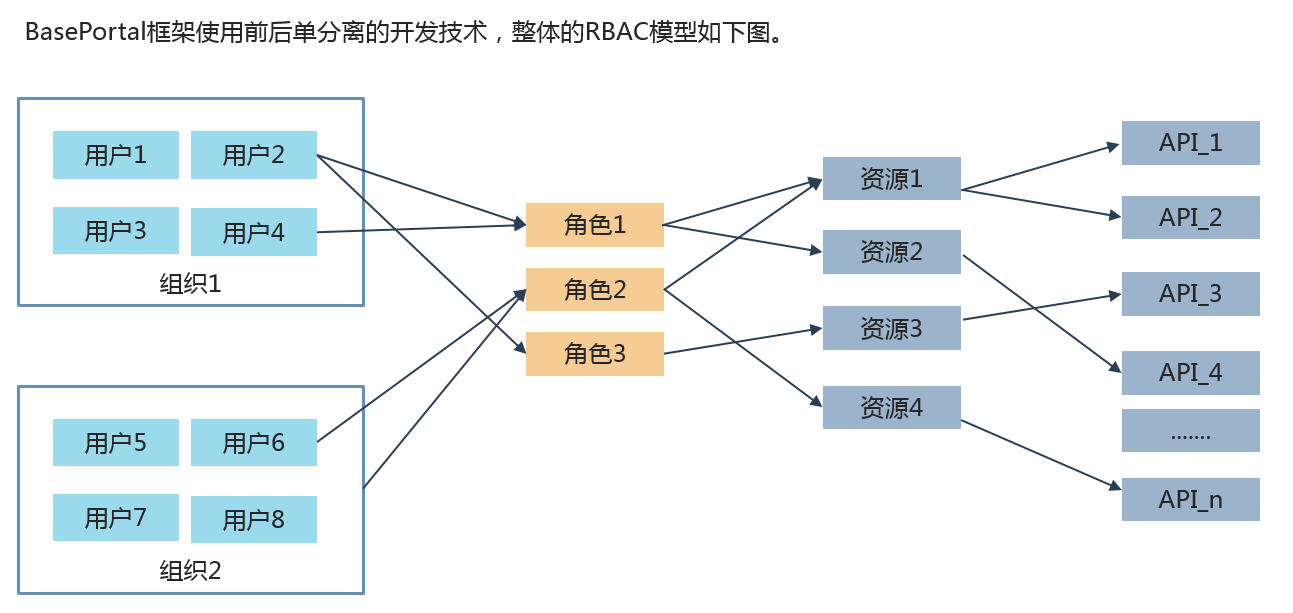 BasePortal框架使用前后单分离的开发技术，整体的RBAC模型如下图。
用户1 用户2
用户3 用户4
组织1
用户5 用户6
用户7 用户8
组织2
角色1
角色2
角色3
资源1
资源2
资源3
资源4
API_1
API_2
API_3
API_4
.......
API_n